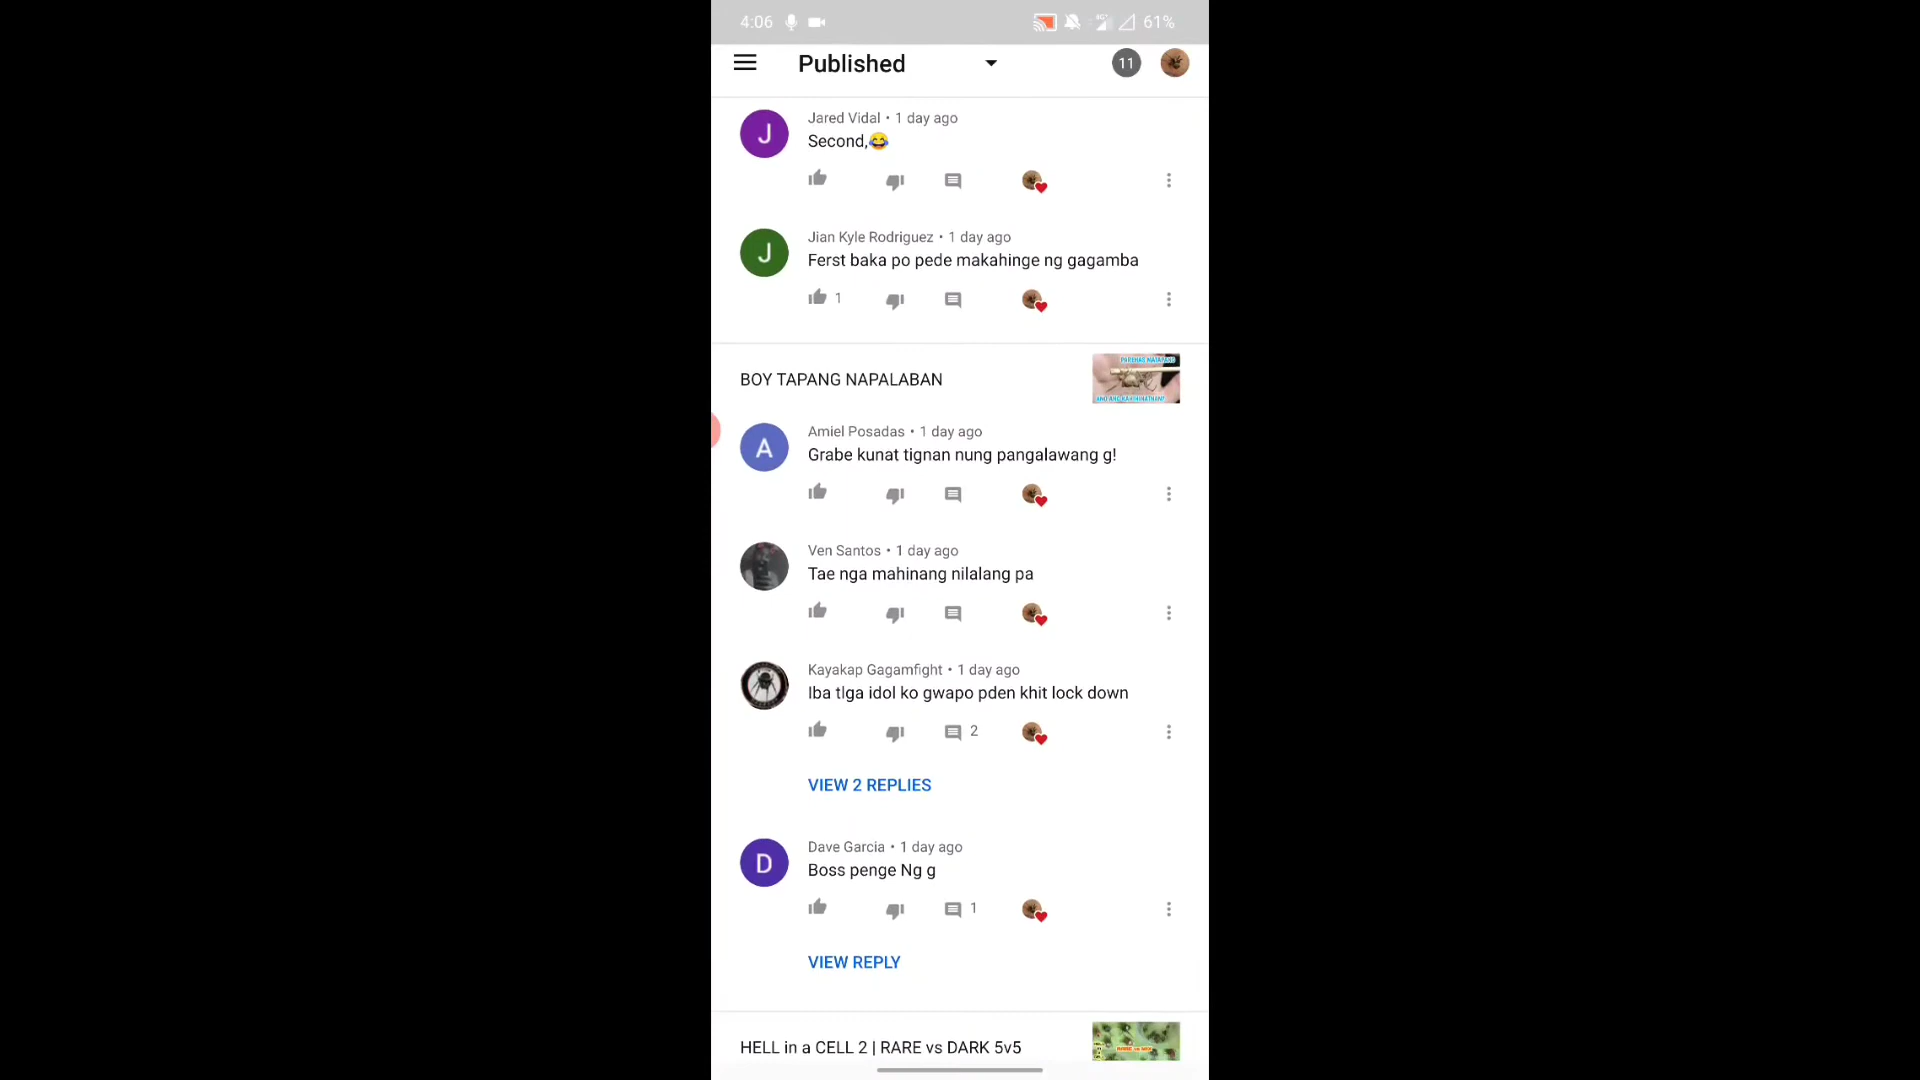 4:06 61%
Published
11
J
Jared Vidal • 1 day ago
Second,😂
J
Jian Kyle Rodriguez • 1 day ago
Ferst baka po pede makahinge ng gagamba
1
BOY TAPANG NAPALABAN
A
Amiel Posadas • 1 day ago
Grabe kunat tignan nung pangalawang g!
Ven Santos • 1 day ago
Tae nga mahinang nilalang pa
Kayakap Gagamfight • 1 day ago
Iba tlga idol ko gwapo pden khit lock down
2
VIEW 2 REPLIES
D
Dave Garcia • 1 day ago
Boss penge Ng g
1
VIEW REPLY
HELL in a CELL 2 | RARE vs DARK 5v5